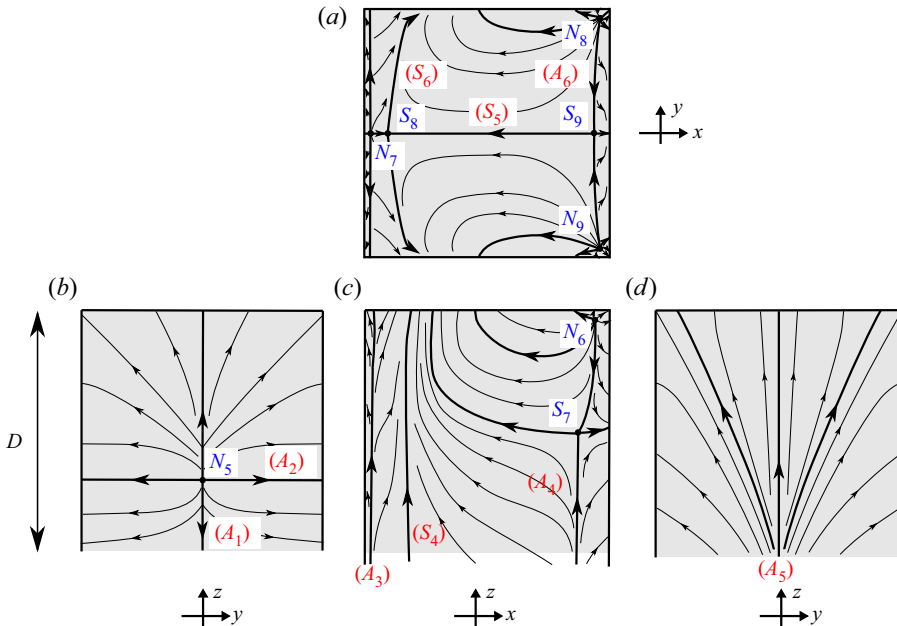 (a)
N8
(S6)
(A6)
(S5)
S8
S9
y
x
N7
N9
(b)
(c)
(d)
N6
S7
D
N5
(A2)
(A4)
(A1)
(S4)
(A3)
(A5)
z
y
z
x
z
y